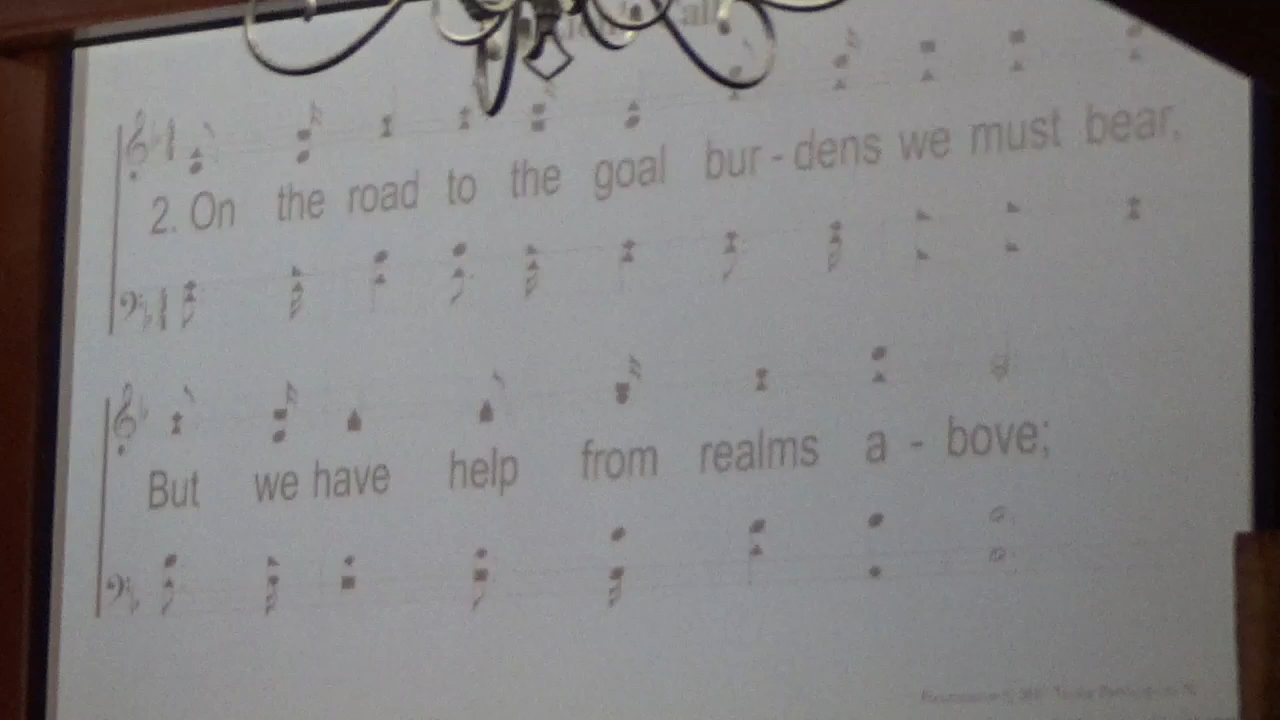 2. On the road to the goal bur - dens we must bear,
But we have help from realms a - bove;